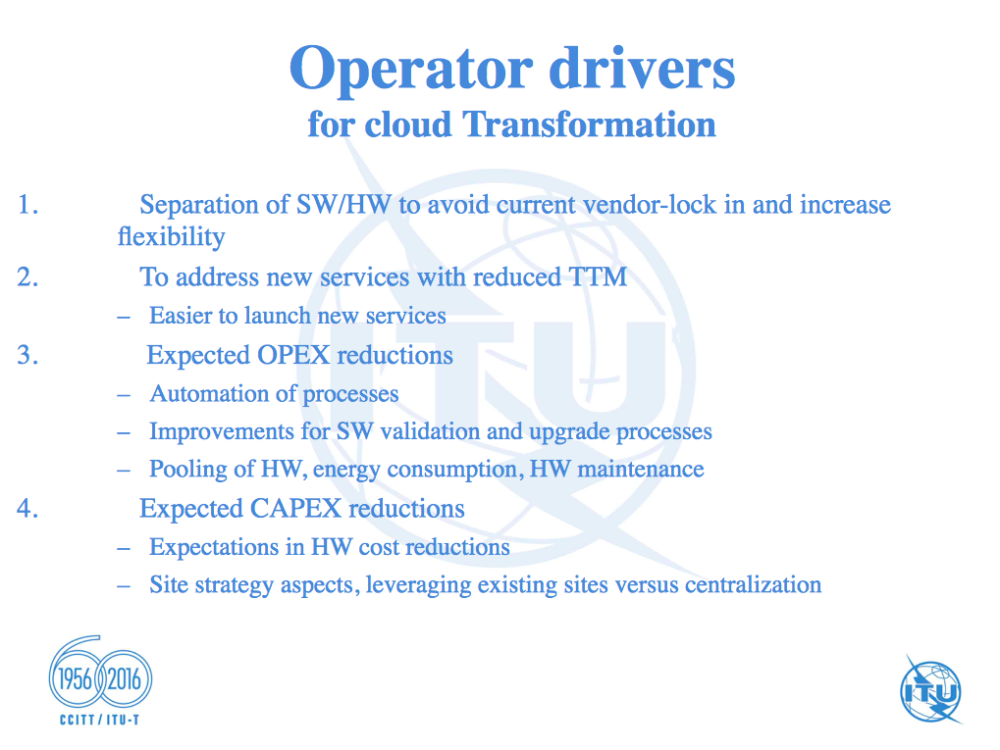 Operator drivers
for cloud Transformation
1. Separation of SW/HW to avoid current vendor-lock in and increase
flexibility
2. To address new services with reduced TTM
– Easier to launch new services
3. Expected OPEX reductions
– Automation of processes
– Improvements for SW validation and upgrade processes
– Pooling of HW, energy consumption, HW maintenance
4. Expected CAPEX reductions
– Expectations in HW cost reductions
– Site strategy aspects, leveraging existing sites versus centralization
ITU
60
1956 2016
CCITT / ITU-T
ITU